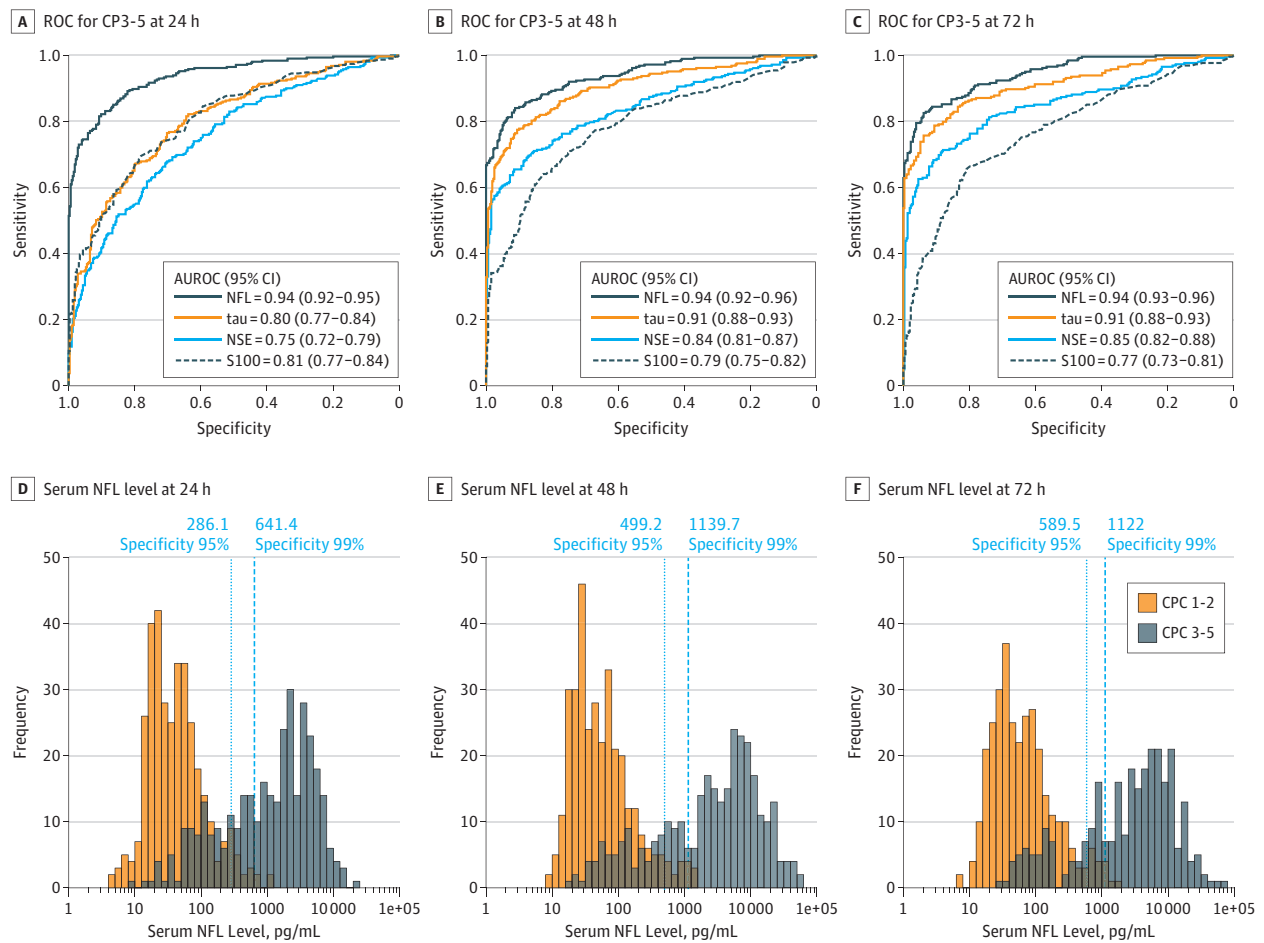 A ROC for CP3-5 at 24 h
1.0
0.8
0.6
0.4
0.2
0
Sensitivity
AUROC (95% CI)
NFL = 0.94 (0.92–0.95)
tau = 0.80 (0.77–0.84)
NSE = 0.75 (0.72–0.79)
S100 = 0.81 (0.77–0.84)
1.0 0.8 0.6 0.4 0.2 0
Specificity
B ROC for CP3-5 at 48 h
1.0
0.8
0.6
0.4
0.2
0
Sensitivity
AUROC (95% CI)
NFL = 0.94 (0.92–0.96)
tau = 0.91 (0.88–0.93)
NSE = 0.84 (0.81–0.87)
S100 = 0.79 (0.75–0.82)
1.0 0.8 0.6 0.4 0.2 0
Specificity
C ROC for CP3-5 at 72 h
1.0
0.8
0.6
0.4
0.2
0
Sensitivity
AUROC (95% CI)
NFL = 0.94 (0.93–0.96)
tau = 0.91 (0.88–0.93)
NSE = 0.85 (0.82–0.88)
S100 = 0.77 (0.73–0.81)
1.0 0.8 0.6 0.4 0.2 0
Specificity
D Serum NFL level at 24 h
286.1 641.4
Specificity 95% Specificity 99%
50
40
30
20
10
0
Frequency
1 10 100 1000 10 000 1e+05
Serum NFL Level, pg/mL
E Serum NFL level at 48 h
499.2 1139.7
Specificity 95% Specificity 99%
50
40
30
20
10
0
Frequency
1 10 100 1000 10 000 1e+05
Serum NFL Level, pg/mL
F Serum NFL level at 72 h
589.5 1122
Specificity 95% Specificity 99%
50
40
30
20
10
0
Frequency
CPC 1-2
CPC 3-5
1 10 100 1000 10 000 1e+05
Serum NFL Level, pg/mL